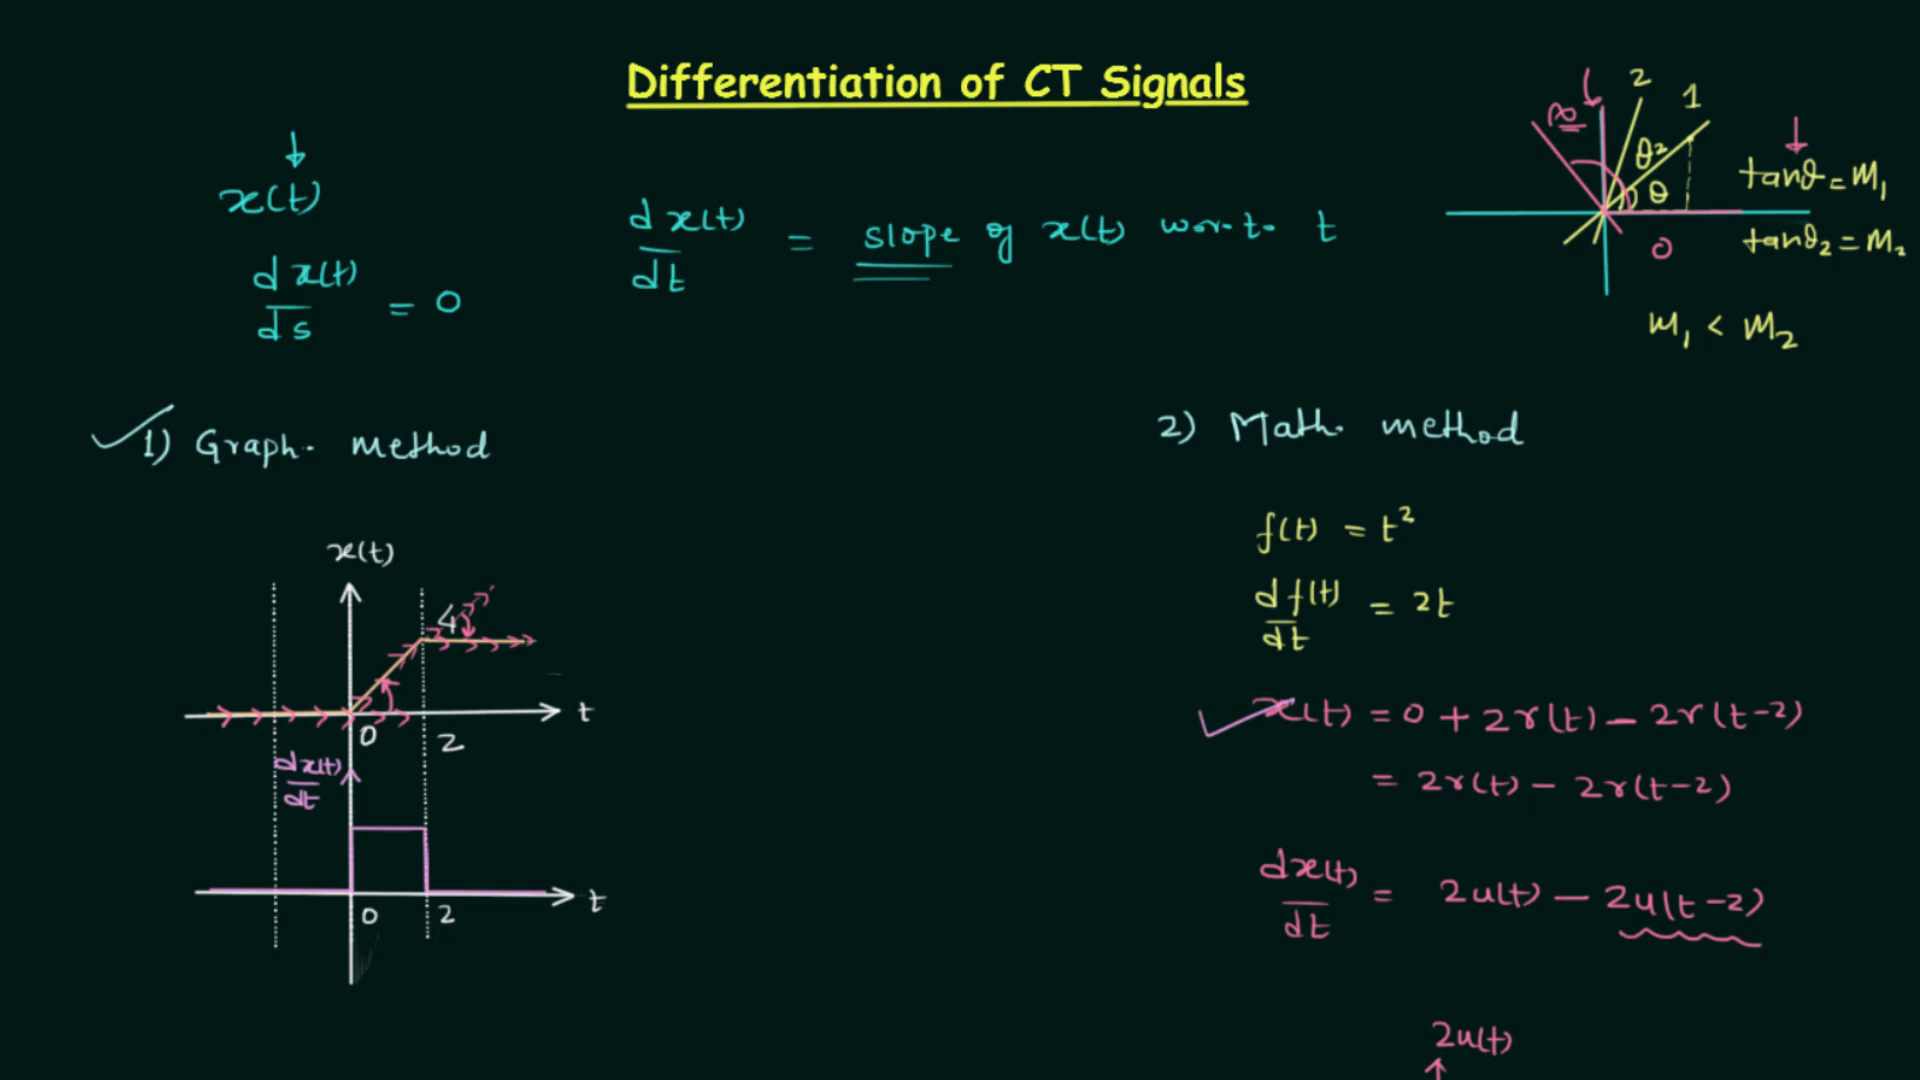 Differentiation of CT Signals
x(t)
d x(t)
ds
= 0
d x(t)
dt
= slope of x(t) w.r.t. t
∞
2
1
θ2
θ
0
tanθ = m1
tanθ2 = m2
m1 < m2
1) Graph. method
x(t)
4
t
0
2
dx(t)
dt
t
0
2
2) Math. method
f(t) = t²
d f(t)
dt
= 2t
x(t) = 0 + 2r(t) - 2r(t-2)
= 2r(t) - 2r(t-2)
dx(t)
dt
= 2u(t) - 2u(t-2)
2u(t)